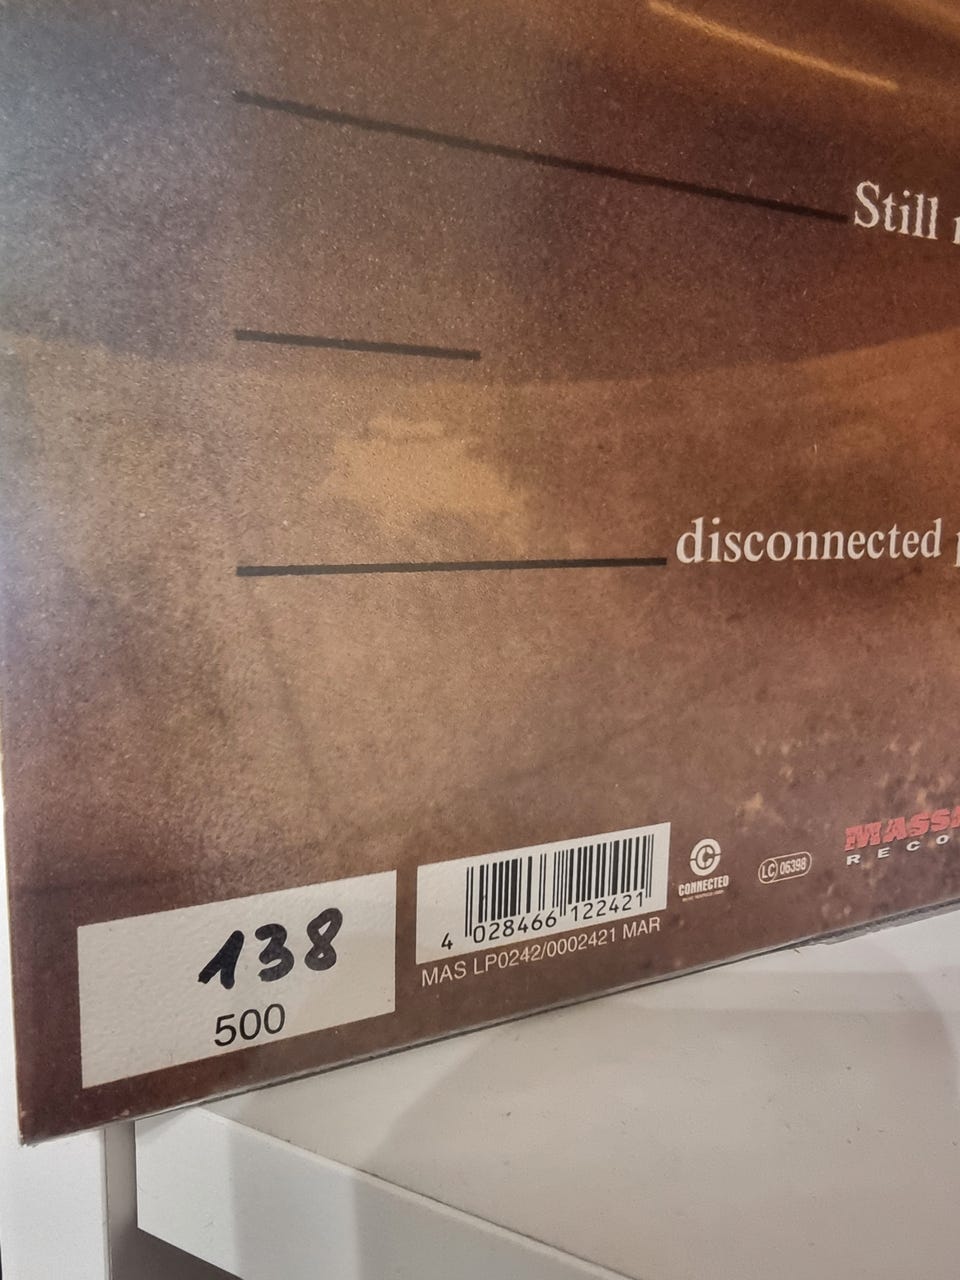 Still
disconnected
MASS
RECO
CONNECTED
LC 06398
4 028466 122421
MAS LP0242/0002421 MAR
138
500